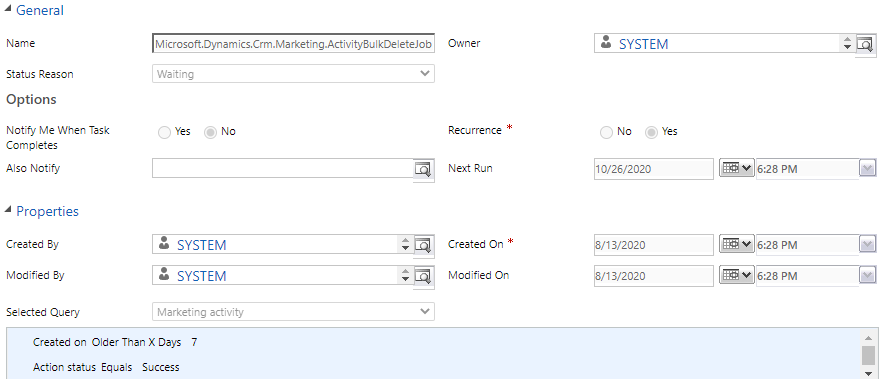 General
Name Microsoft.Dynamics.Crm.Marketing.ActivityBulkDeleteJob Owner SYSTEM
Status Reason Waiting
Options
Notify Me When Task Completes Yes No Recurrence * No Yes
Also Notify Next Run 10/26/2020 6:28 PM
Properties
Created By SYSTEM Created On * 8/13/2020 6:28 PM
Modified By SYSTEM Modified On 8/13/2020 6:28 PM
Selected Query Marketing activity
Created on Older Than X Days 7
Action status Equals Success